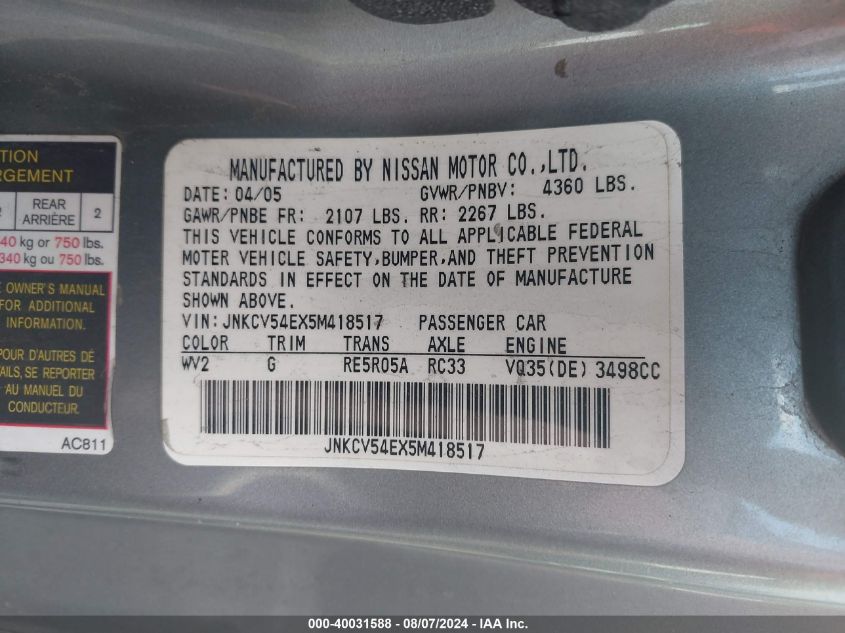 TION
RGEMENT
2 REAR ARRIÈRE 2
340 kg or 750 lbs.
340 kg ou 750 lbs.
E OWNER'S MANUAL
FOR ADDITIONAL
INFORMATION
POUR D'AUTRES DÉ
TAILS, SE REPORTER
AU MANUEL DU
CONDUCTEUR.
AC811
MANUFACTURED BY NISSAN MOTOR CO.,LTD.
DATE: 04/05 GVWR/PNBV: 4360 LBS.
GAWR/PNBE FR: 2107 LBS. RR: 2267 LBS.
THIS VEHICLE CONFORMS TO ALL APPLICABLE FEDERAL
MOTER VEHICLE SAFETY,BUMPER,AND THEFT PREVENTION
STANDARDS IN EFFECT ON THE DATE OF MANUFACTURE
SHOWN ABOVE.
VIN: JNKCV54EX5M418517 PASSENGER CAR
COLOR TRIM TRANS AXLE ENGINE
WV2 G RE5R05A RC33 VQ35(DE) 3498CC
JNKCV54EX5M418517
000-40031588 - 08/07/2024 - IAA Inc.